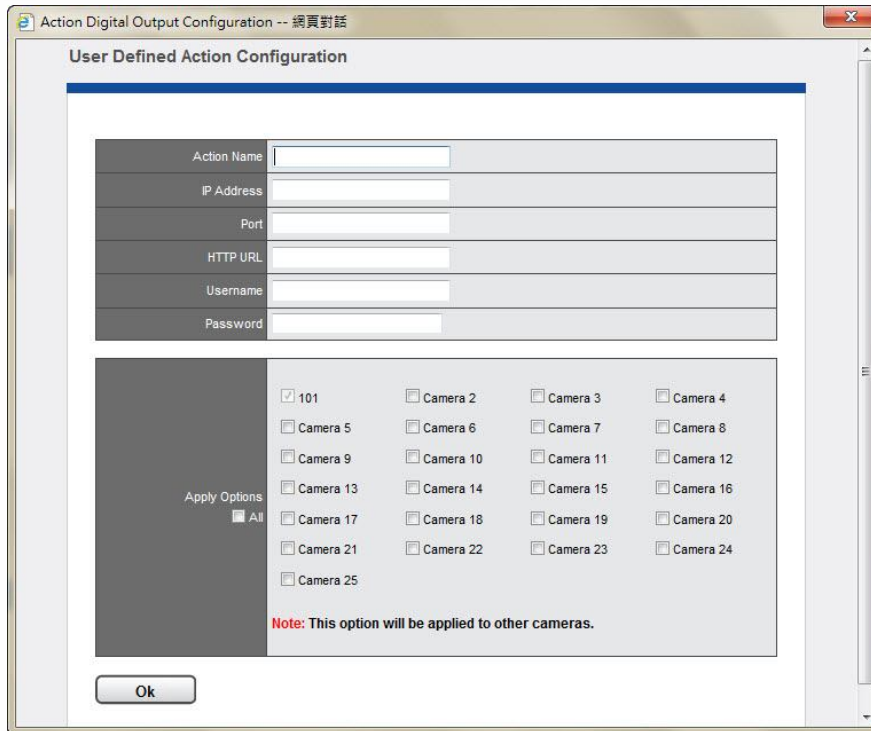 Action Digital Output Configuration -- 網頁對話
User Defined Action Configuration
Action Name
IP Address
Port
HTTP URL
Username
Password
Apply Options
All
101 Camera 2 Camera 3 Camera 4
Camera 5 Camera 6 Camera 7 Camera 8
Camera 9 Camera 10 Camera 11 Camera 12
Camera 13 Camera 14 Camera 15 Camera 16
Camera 17 Camera 18 Camera 19 Camera 20
Camera 21 Camera 22 Camera 23 Camera 24
Camera 25
Note: This option will be applied to other cameras.
Ok